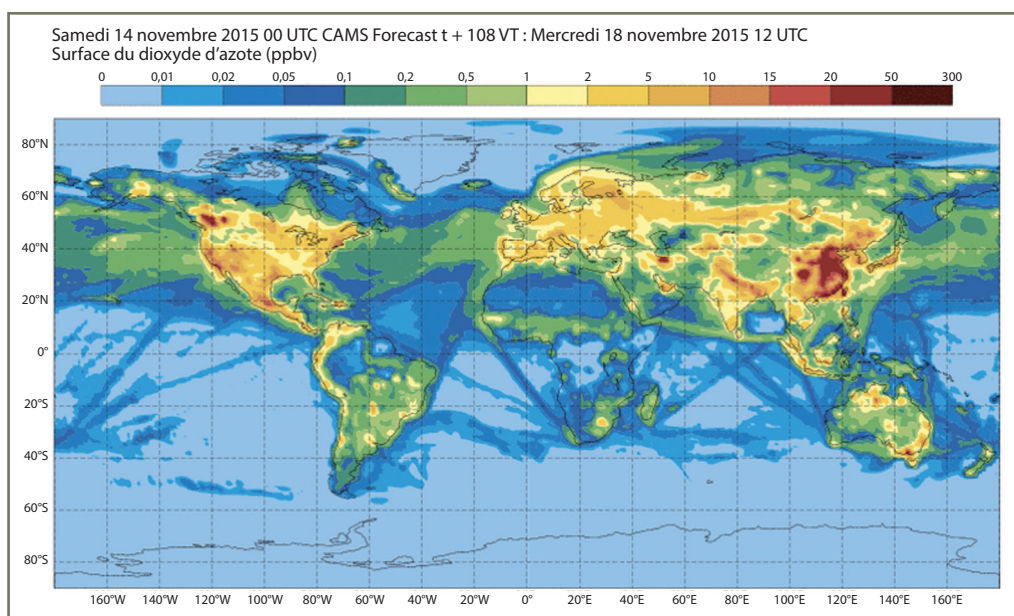 Samedi 14 novembre 2015 00 UTC CAMS Forecast t + 108 VT : Mercredi 18 novembre 2015 12 UTC
Surface du dioxyde d'azote (ppbv)
0 0,01 0,02 0,05 0,1 0,2 0,5 1 2 5 10 15 20 50 300
80°N
60°N
40°N
20°N
0°
20°S
40°S
60°S
80°S
160°W 140°W 120°W 100°W 80°W 60°W 40°W 20°W 0° 20°E 40°E 60°E 80°E 100°E 120°E 140°E 160°E